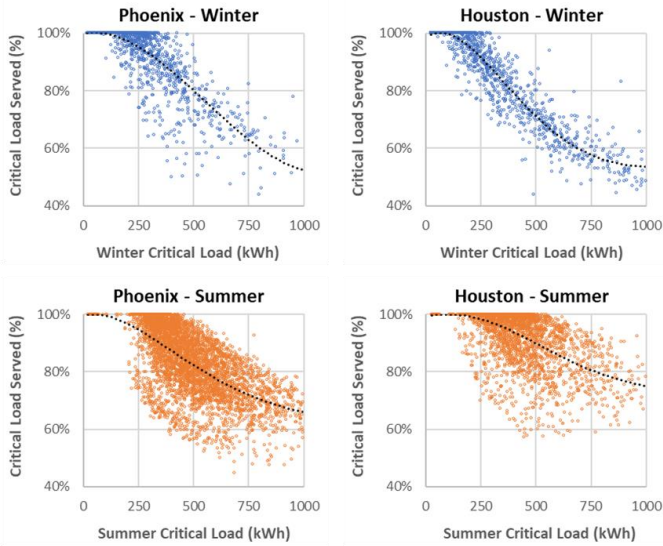 Phoenix - Winter
Critical Load Served (%)
100%
80%
60%
40%
0 250 500 750 1000
Winter Critical Load (kWh)
Houston - Winter
Critical Load Served (%)
100%
80%
60%
40%
0 250 500 750 1000
Winter Critical Load (kWh)
Phoenix - Summer
Critical Load Served (%)
100%
80%
60%
40%
0 250 500 750 1000
Summer Critical Load (kWh)
Houston - Summer
Critical Load Served (%)
100%
80%
60%
40%
0 250 500 750 1000
Summer Critical Load (kWh)